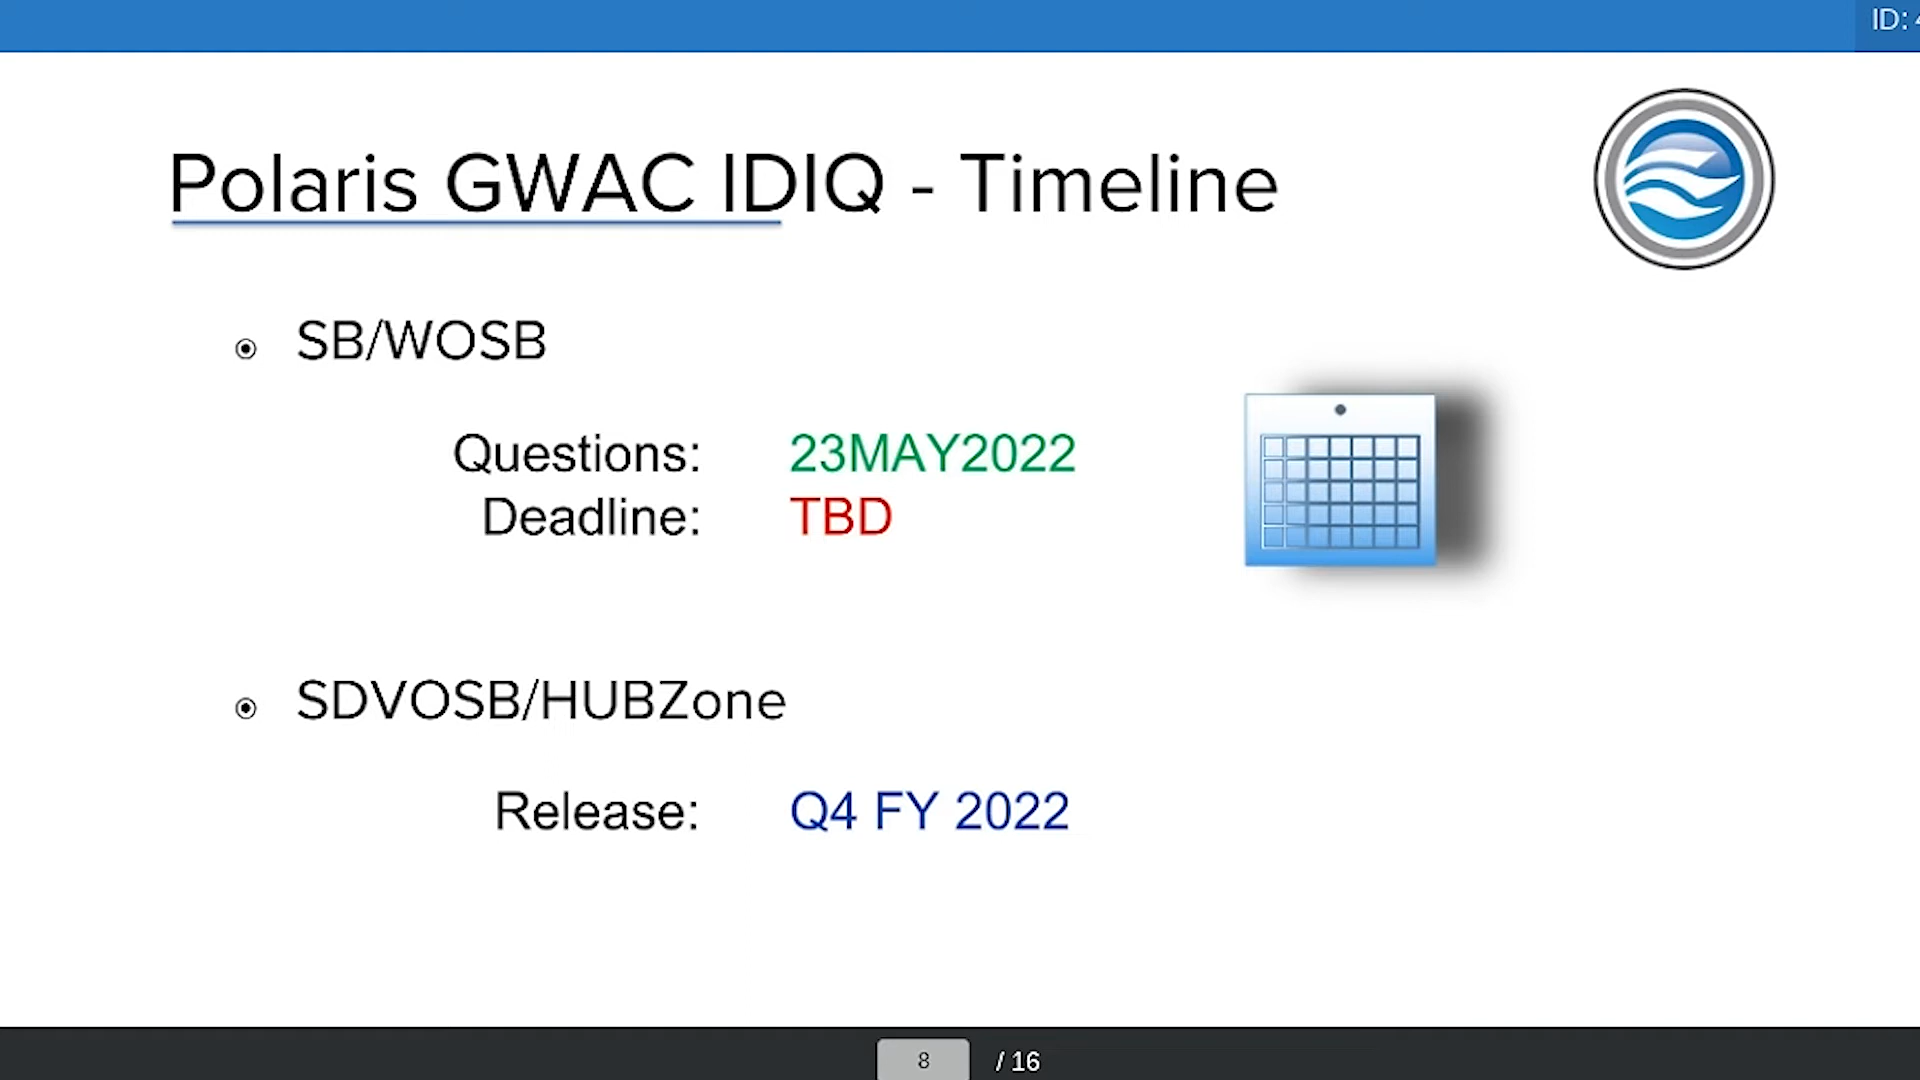 ID:
Polaris GWAC IDIQ - Timeline
SB/WOSB
Questions: 23MAY2022
Deadline: TBD
SDVOSB/HUBZone
Release: Q4 FY 2022
8 / 16